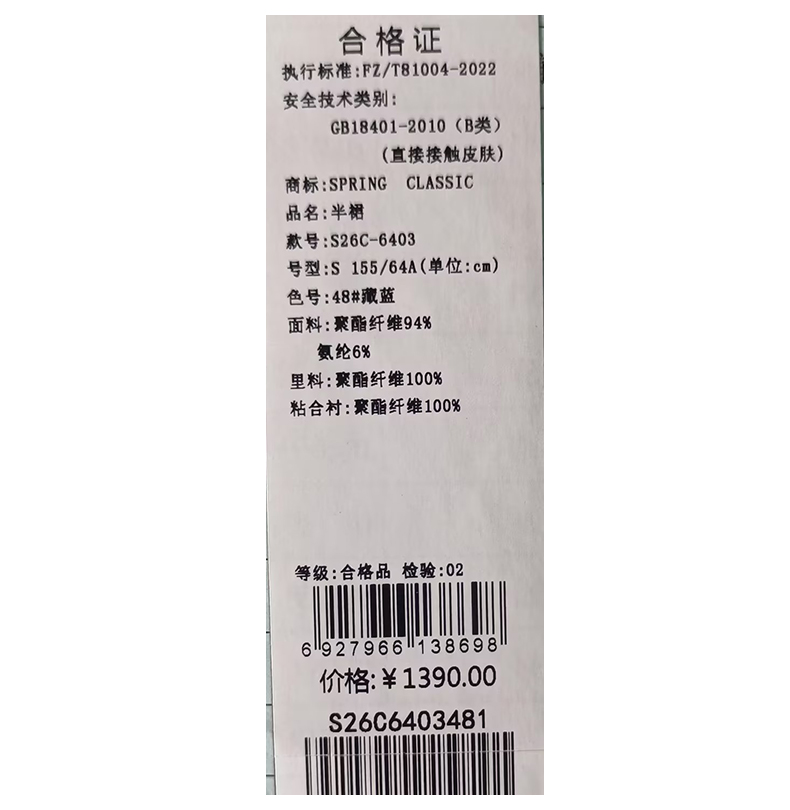 合格证
执行标准:FZ/T81004-2022
安全技术类别:
GB18401-2010（B类）
(直接接触皮肤)
商标:SPRING CLASSIC
品名:半裙
款号:S26C-6403
号型:S 155/64A(单位:cm)
色号:48#藏蓝
面料:聚酯纤维94%
氨纶6%
里料:聚酯纤维100%
粘合衬:聚酯纤维100%
等级:合格品 检验:02
6 927966 138698
价格:￥1390.00
S26C6403481